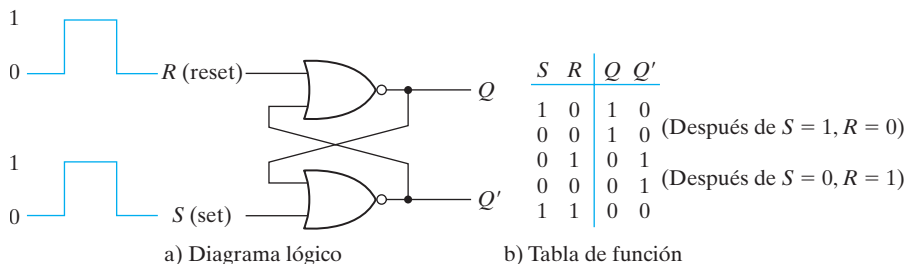 1
0
R (reset)
Q
1
0
S (set)
Q'
a) Diagrama lógico
S R Q Q'
1 0 1 0
0 0 1 0 (Después de S = 1, R = 0)
0 1 0 1
0 0 0 1 (Después de S = 0, R = 1)
1 1 0 0
b) Tabla de función